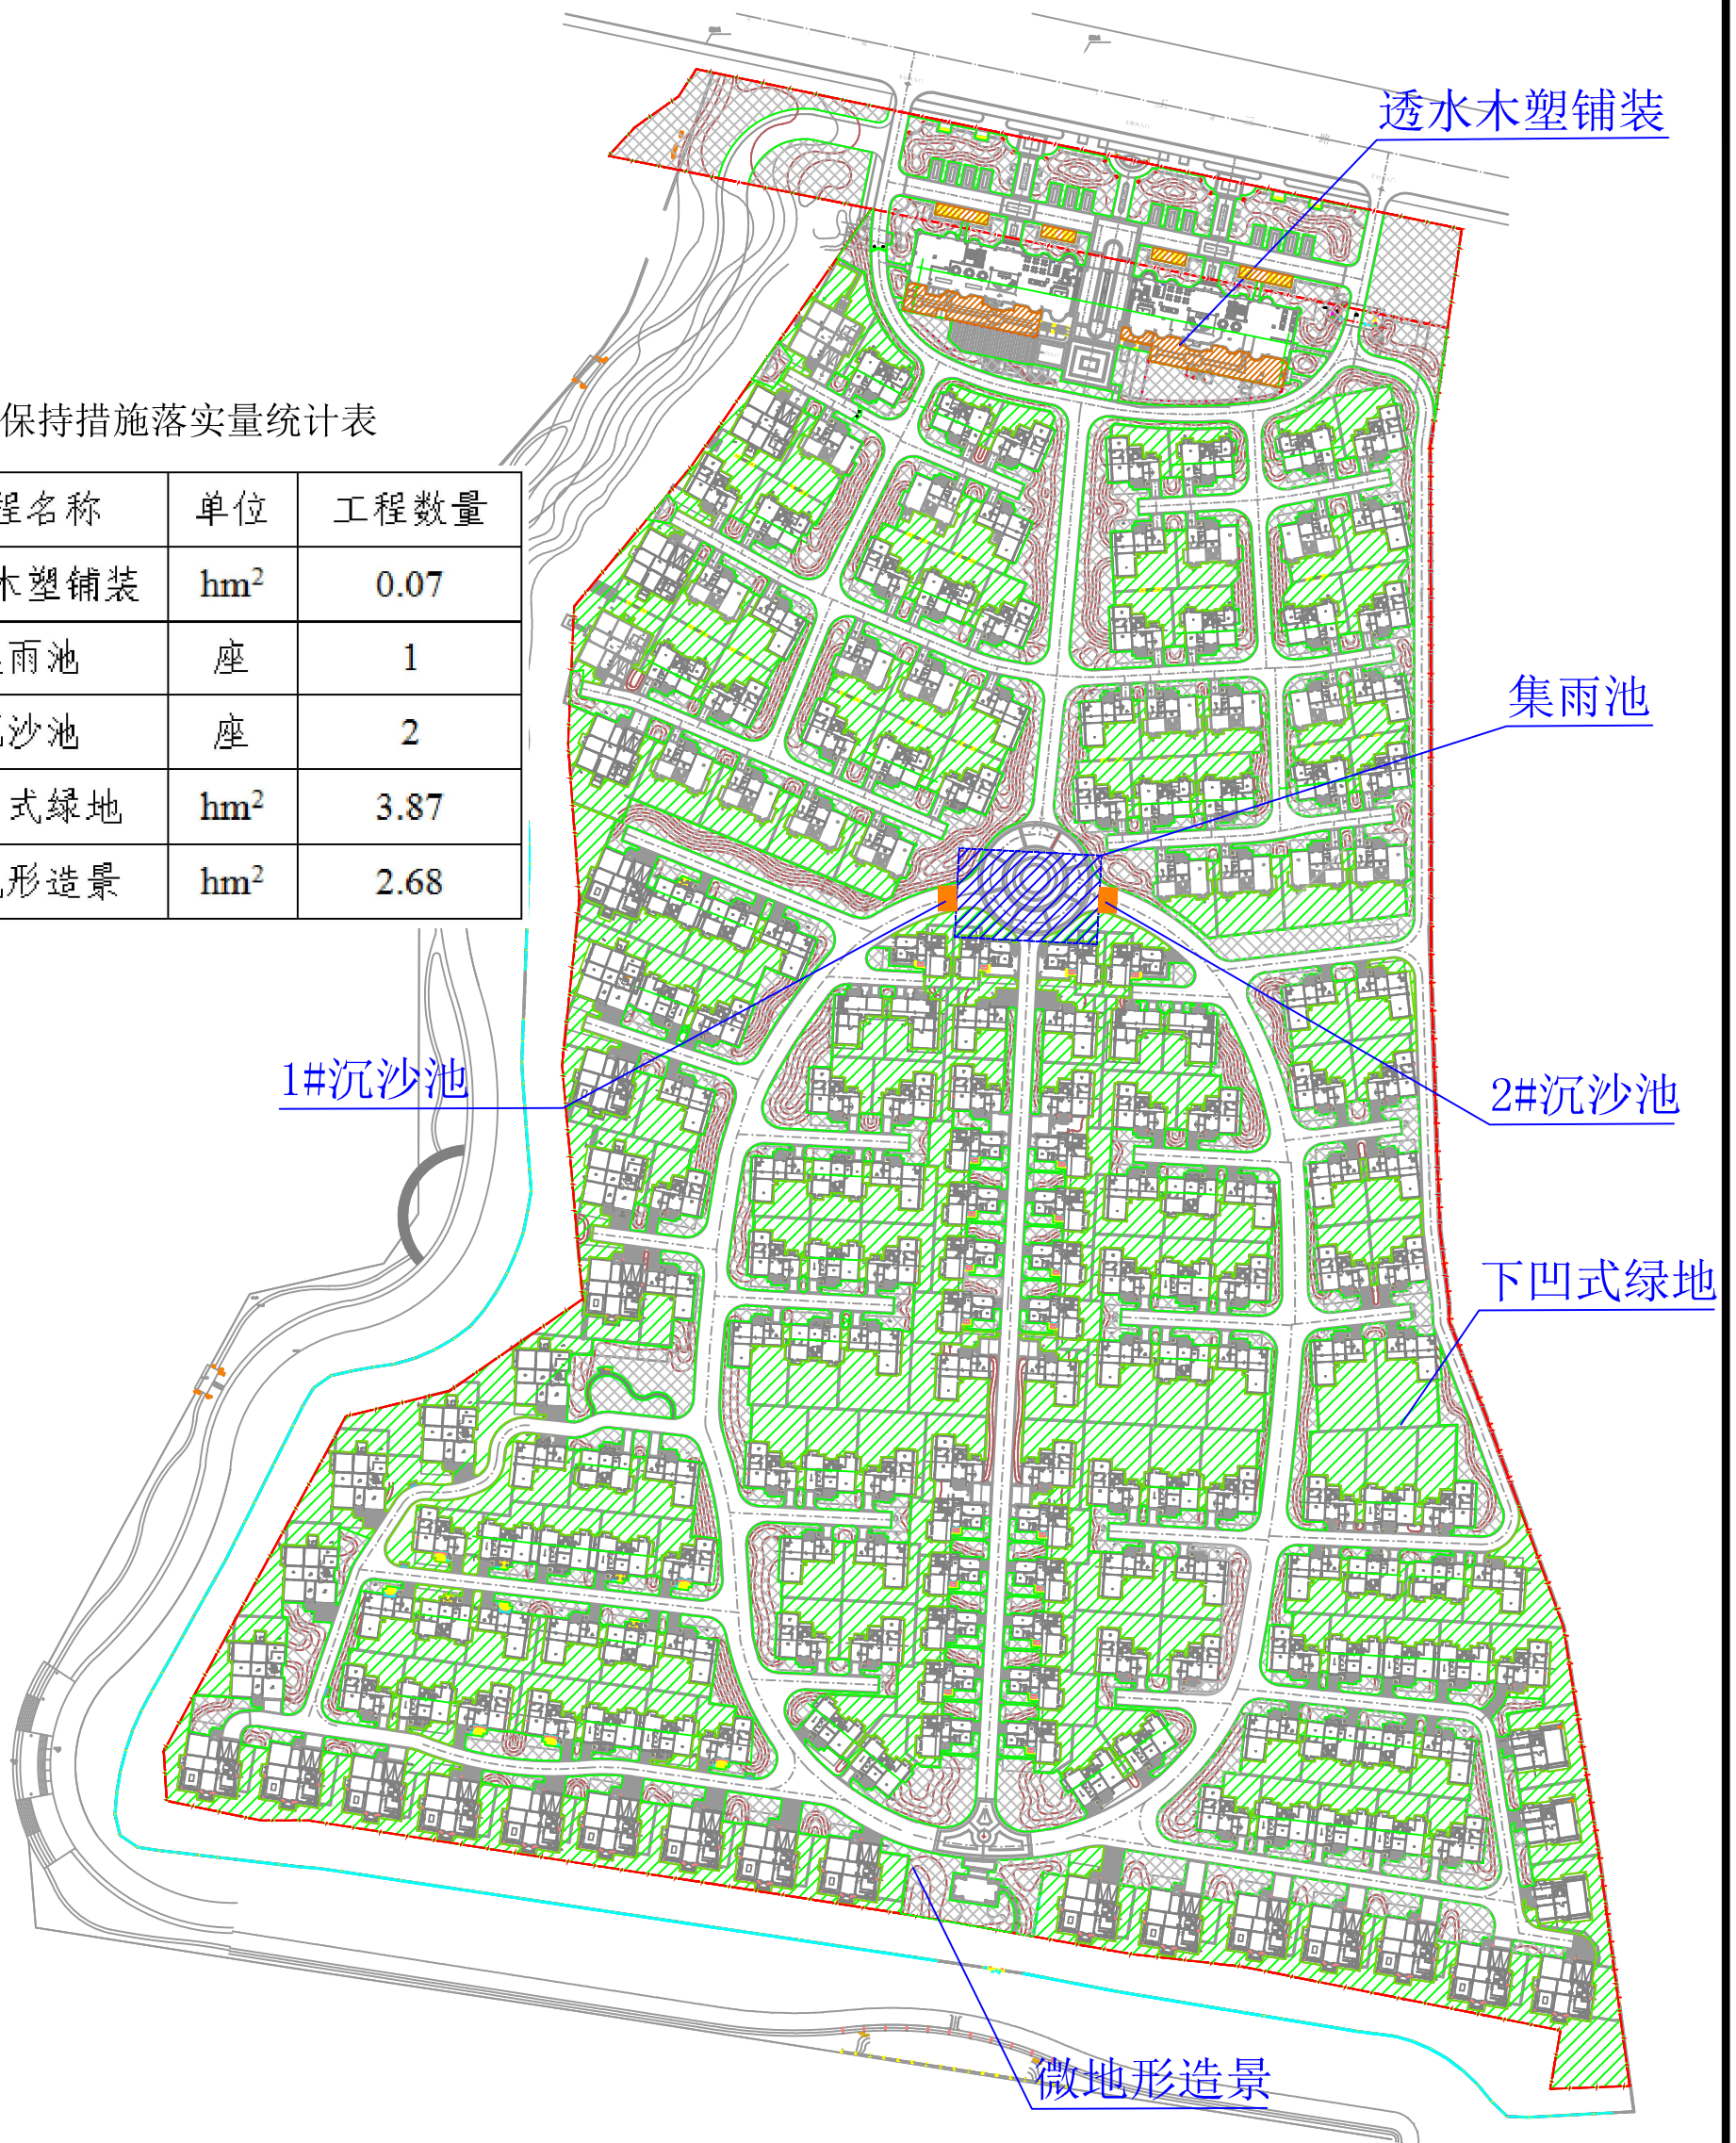 透水木塑铺装
保持措施落实量统计表
程名称 单位 工程数量
木塑铺装 hm² 0.07
雨池 座 1
沙池 座 2
式绿地 hm² 3.87
形造景 hm² 2.68
集雨池
1#沉沙池
2#沉沙池
下凹式绿地
微地形造景